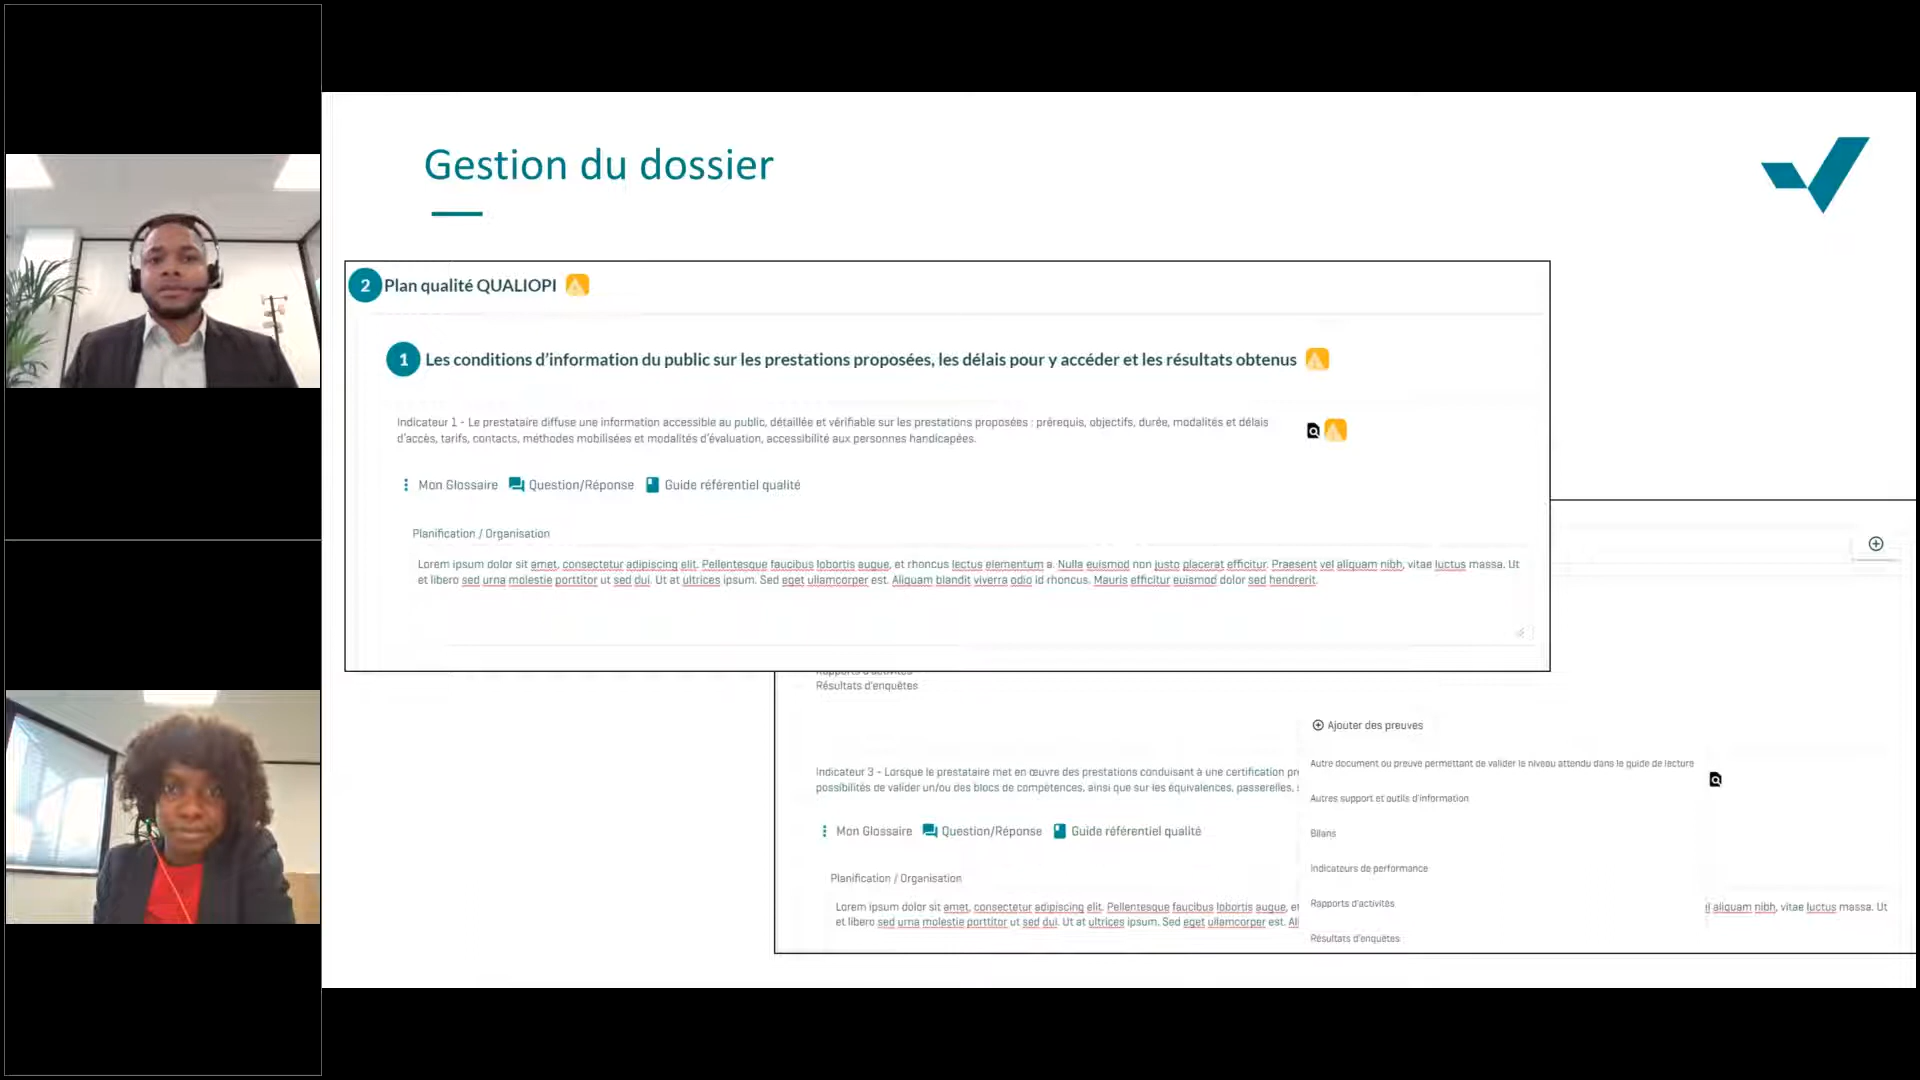 Gestion du dossier
2 Plan qualité QUALIOPI
1 Les conditions d'information du public sur les prestations proposées, les délais pour y accéder et les résultats obtenus
Indicateur 1 - Le prestataire diffuse une information accessible au public, détaillée et vérifiable sur les prestations proposées : prérequis, objectifs, durée, modalités et délais
d'accès, tarifs, contacts, méthodes mobilisées et modalités d'évaluation, accessibilité aux personnes handicapées.
Mon Glossaire Question/Réponse Guide référentiel qualité
Planification / Organisation
Lorem ipsum dolor sit amet, consectetur adipiscing elit. Pellentesque faucibus lobortis augue, et rhoncus lectus elementum a. Nulla euismod non justo placerat efficitur. Praesent vel aliquam nibh, vitae luctus massa. Ut
et libero sed urna molestie porttitor ut sed dui. Ut at ultrices ipsum. Sed eget ullamcorper est. Aliquam blandit viverra odio id rhoncus. Mauris efficitur euismod dolor sed hendrerit.
Rapports d'activités
Résultats d'enquêtes
Indicateur 3 - Lorsque le prestataire met en œuvre des prestations conduisant à une certification pr
possibilités de valider un/ou des blocs de compétences, ainsi que sur les équivalences, passerelles,
Mon Glossaire Question/Réponse Guide référentiel qualité
Planification / Organisation
Lorem ipsum dolor sit amet, consectetur adipiscing elit. Pellentesque faucibus lobortis augue, et
et libero sed urna molestie porttitor ut sed dui. Ut at ultrices ipsum. Sed eget ullamcorper est. Al
Ajouter des preuves
Autre document ou preuve permettant de valider le niveau attendu dans le guide de lecture
Autres support et outils d'information
Bilans
Indicateurs de performance
Rapports d'activités
Résultats d'enquêtes
aliquam nibh, vitae luctus massa. Ut